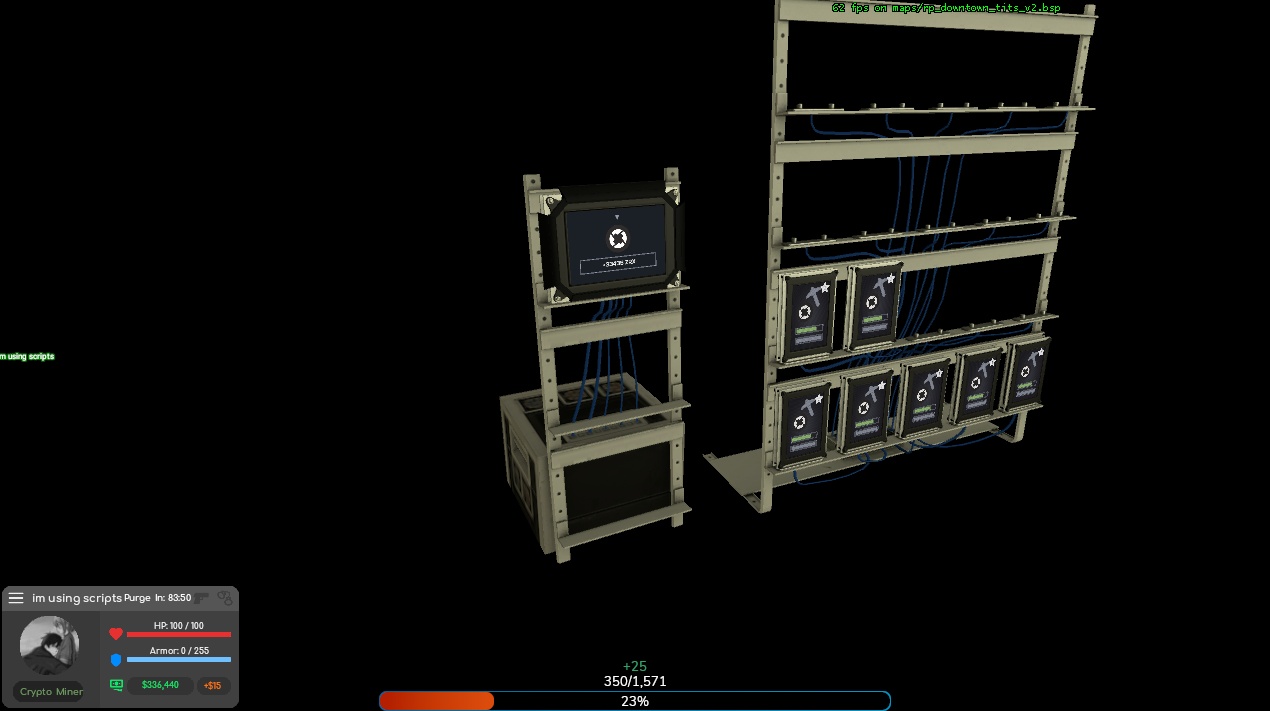 62 fps on maps/rp_downtown_tits_v2.bsp
im using scripts
im using scripts Purge In: 83:50
HP: 100 / 100
Armor: 0 / 255
$336,440 +$15
Crypto Miner
+25
350/1,571
23%